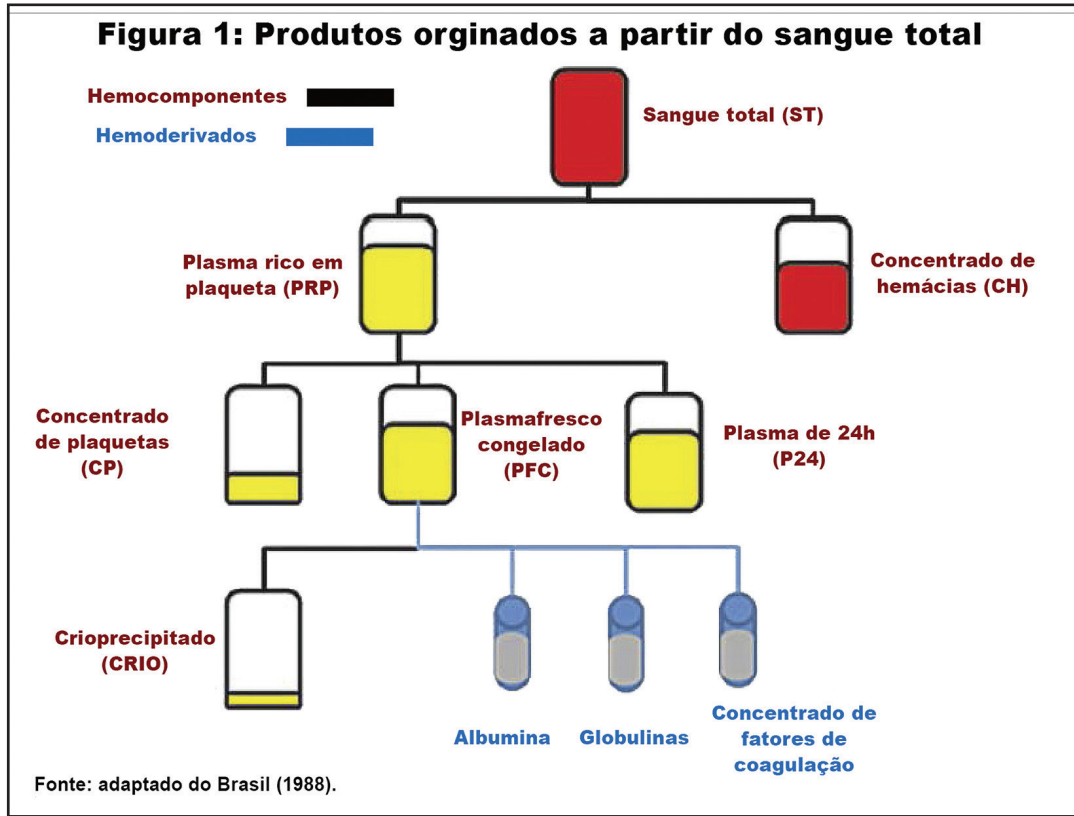 Figura 1: Produtos orginados a partir do sangue total
Hemocomponentes
Hemoderivados
Sangue total (ST)
Plasma rico em
plaqueta (PRP)
Concentrado de
hemácias (CH)
Concentrado
de plaquetas
(CP)
Plasmafresco
congelado
(PFC)
Plasma de 24h
(P24)
Crioprecipitado
(CRIO)
Albumina
Globulinas
Concentrado de
fatores de
coagulação
Fonte: adaptado do Brasil (1988).